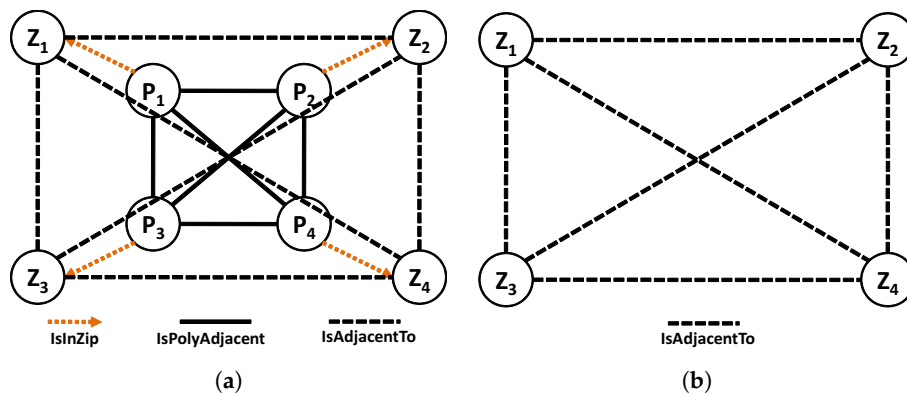 Z1 Z2 Z1 Z2
P1 P2
P3 P4
Z3 Z4 Z3 Z4
IsInZip IsPolyAdjacent IsAdjacentTo IsAdjacentTo
(a) (b)